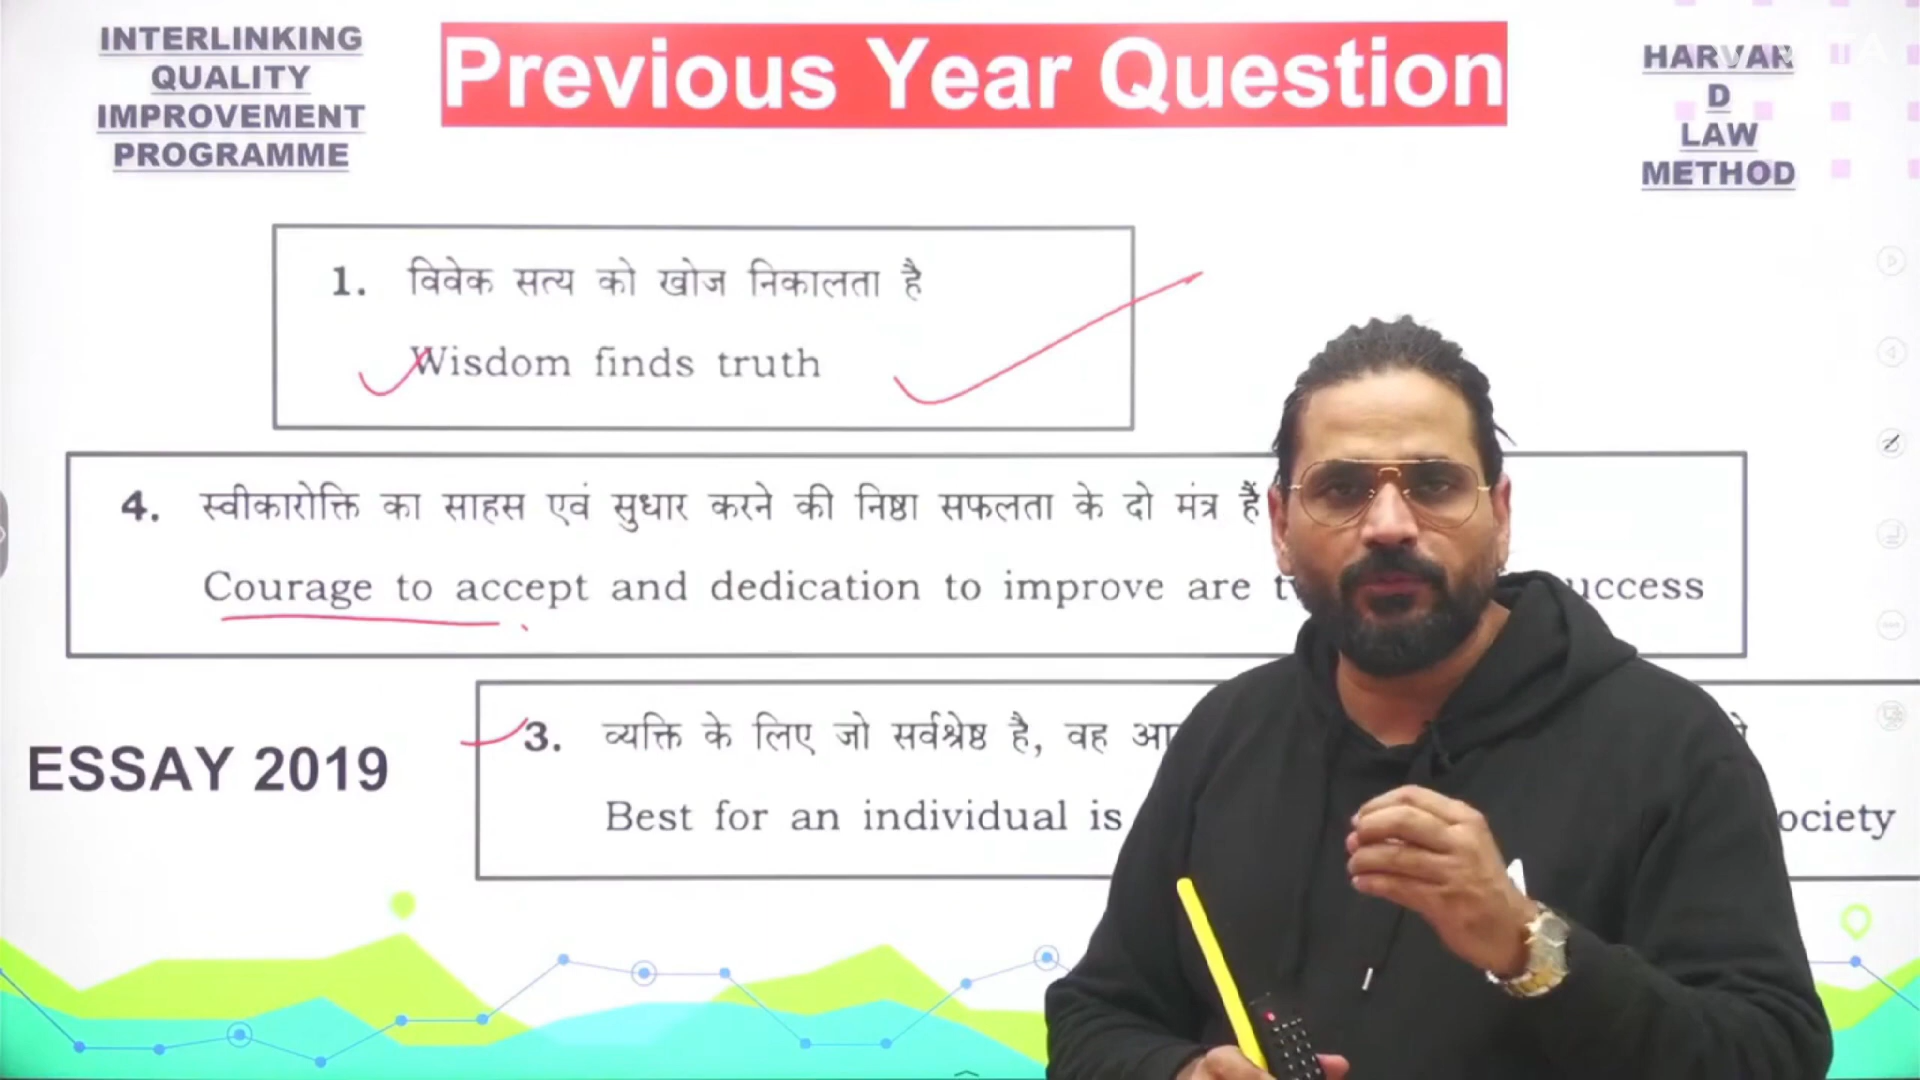 INTERLINKING
QUALITY
IMPROVEMENT
PROGRAMME
Previous Year Question
HARVAR
D
LAW
METHOD
1. विवेक सत्य को खोज निकालता है
Wisdom finds truth
4. स्वीकारोक्ति का साहस एवं सुधार करने की निष्ठा सफलता के दो मंत्र हैं
Courage to accept and dedication to improve are
ESSAY 2019
3. व्यक्ति के लिए जो सर्वश्रेष्ठ है, वह
Best for an individual is